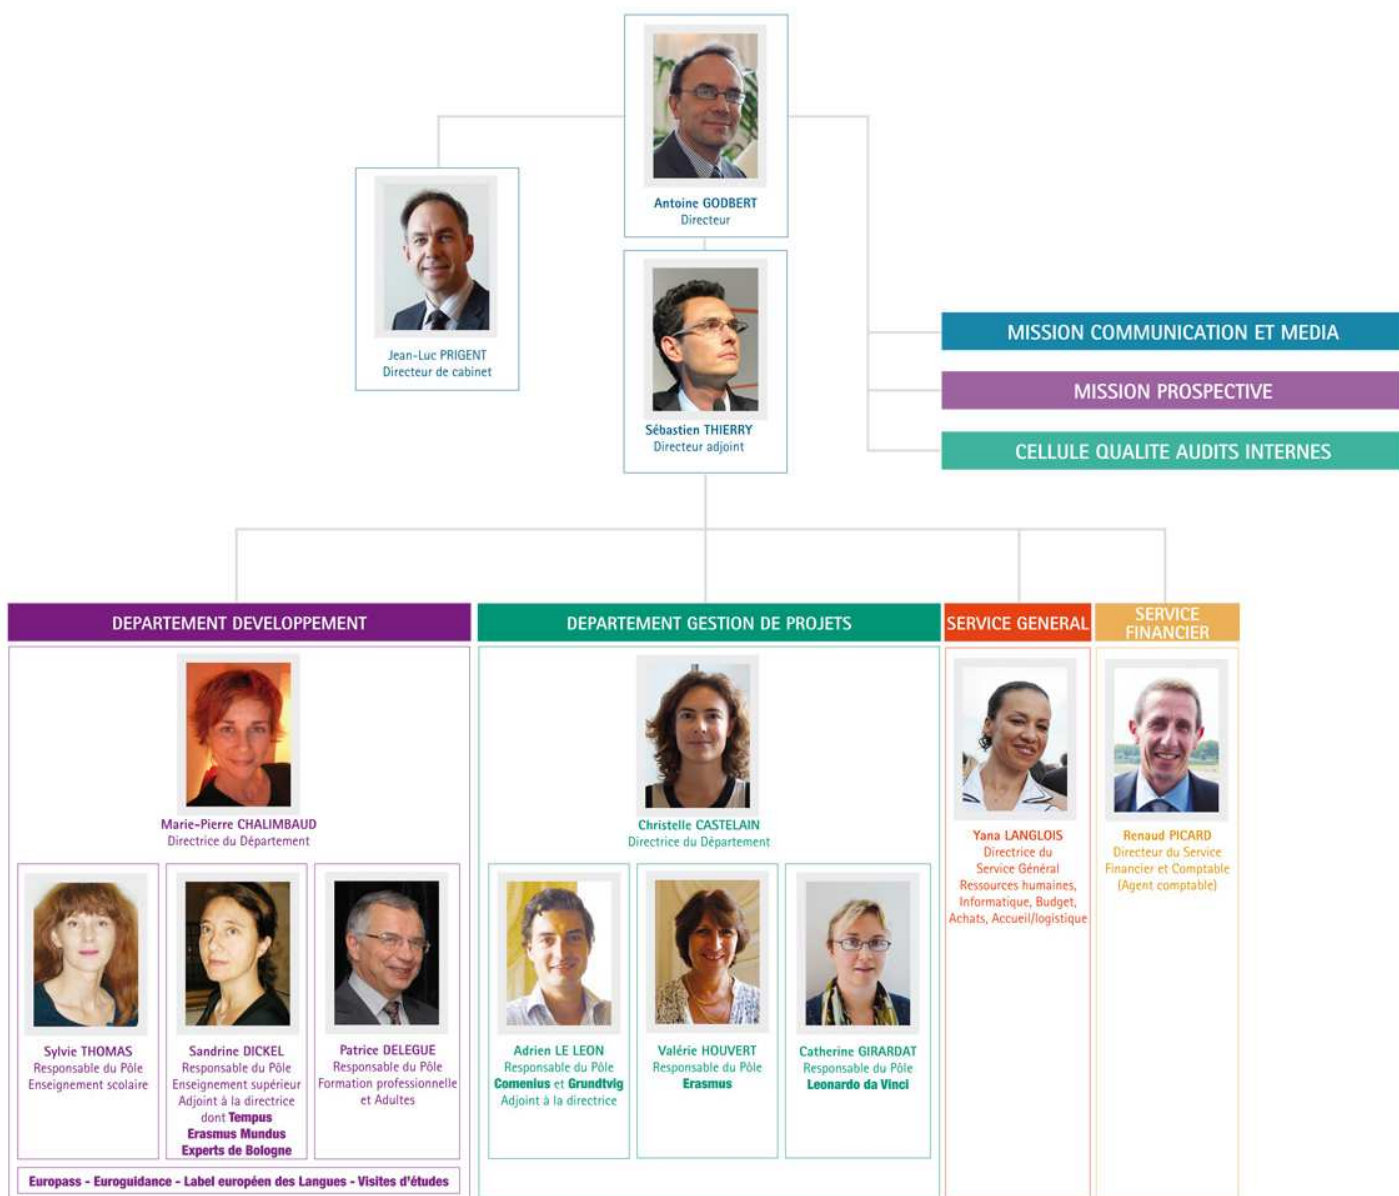 Antoine GODBERT
Directeur
Jean-Luc PRIGENT
Directeur de cabinet
Sébastien THIERRY
Directeur adjoint
MISSION COMMUNICATION ET MEDIA
MISSION PROSPECTIVE
CELLULE QUALITE AUDITS INTERNES
DEPARTEMENT DEVELOPPEMENT
Marie-Pierre CHALIMBAUD
Directrice du Département
Sylvie THOMAS
Responsable du Pôle
Enseignement scolaire
Sandrine DICKEL
Responsable du Pôle
Enseignement supérieur
Adjoint à la directrice
dont Tempus
Erasmus Mundus
Experts de Bologne
Patrice DELEGUE
Responsable du Pôle
Formation professionnelle
et Adultes
Europass - Euroguidance - Label européen des Langues - Visites d'études
DEPARTEMENT GESTION DE PROJETS
Christelle CASTELAIN
Directrice du Département
Adrien LE LEON
Responsable du Pôle
Comenius et Grundtvig
Adjoint à la directrice
Valérie HOUVERT
Responsable du Pôle
Erasmus
Catherine GIRARDAT
Responsable du Pôle
Leonardo da Vinci
SERVICE GENERAL
Yana LANGLOIS
Directrice du
Service Général
Ressources humaines,
Informatique, Budget,
Achats, Accueil/logistique
SERVICE
FINANCIER
Renaud PICARD
Directeur du Service
Financier et Comptable
(Agent comptable)